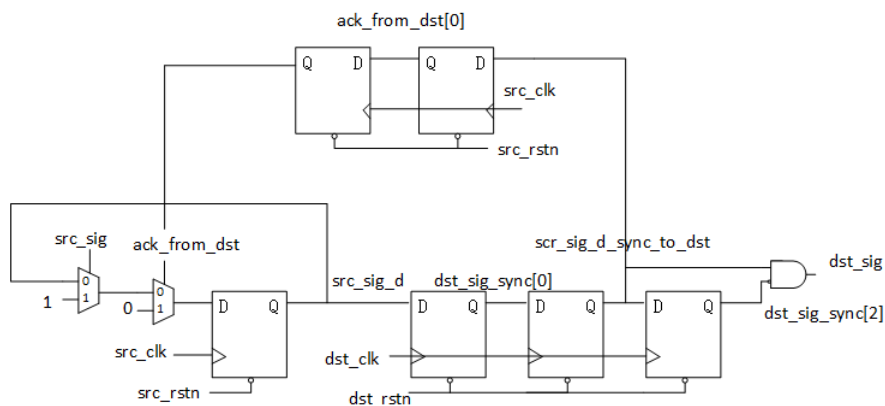 ack_from_dst[0]
Q D Q D
src_clk
src_rstn
src_sig
ack_from_dst
scr_sig_d_sync_to_dst
dst_sig
src_sig_d
dst_sig_sync[0]
0
1
1
0
0
1
D Q
D Q
D Q
D Q
dst_sig_sync[2]
src_clk
dst_clk
src_rstn
dst_rstn